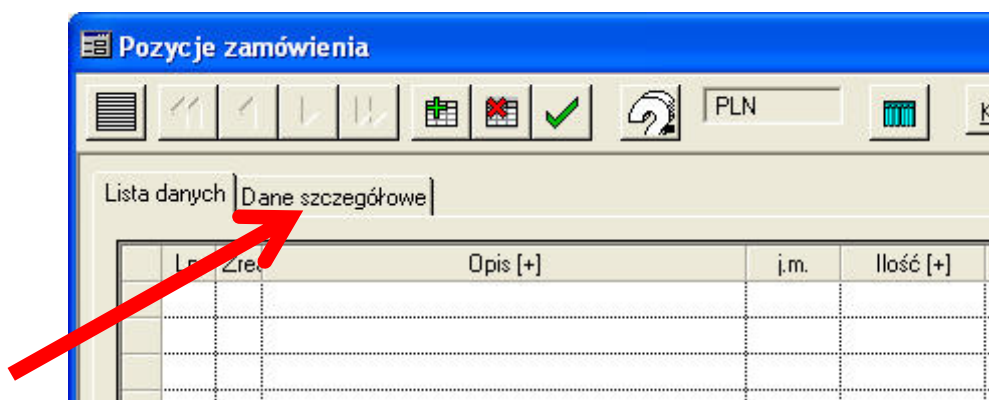 Pozycje zamówienia
PLN
K
Lista danych Dane szczegółowe
Opis [+] j.m. Ilość [+]